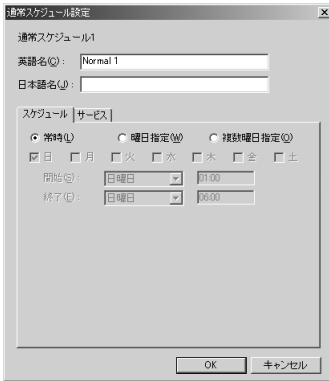 通常スケジュール設定
通常スケジュール1
英語名(C): Normal 1
日本語名(J):
スケジュール サービス
常時(L) 曜日指定(W) 複数曜日指定(O)
日 月 火 水 木 金 土
開始(S): 日曜日 01:00
終了(E): 日曜日 06:00
OK キャンセル